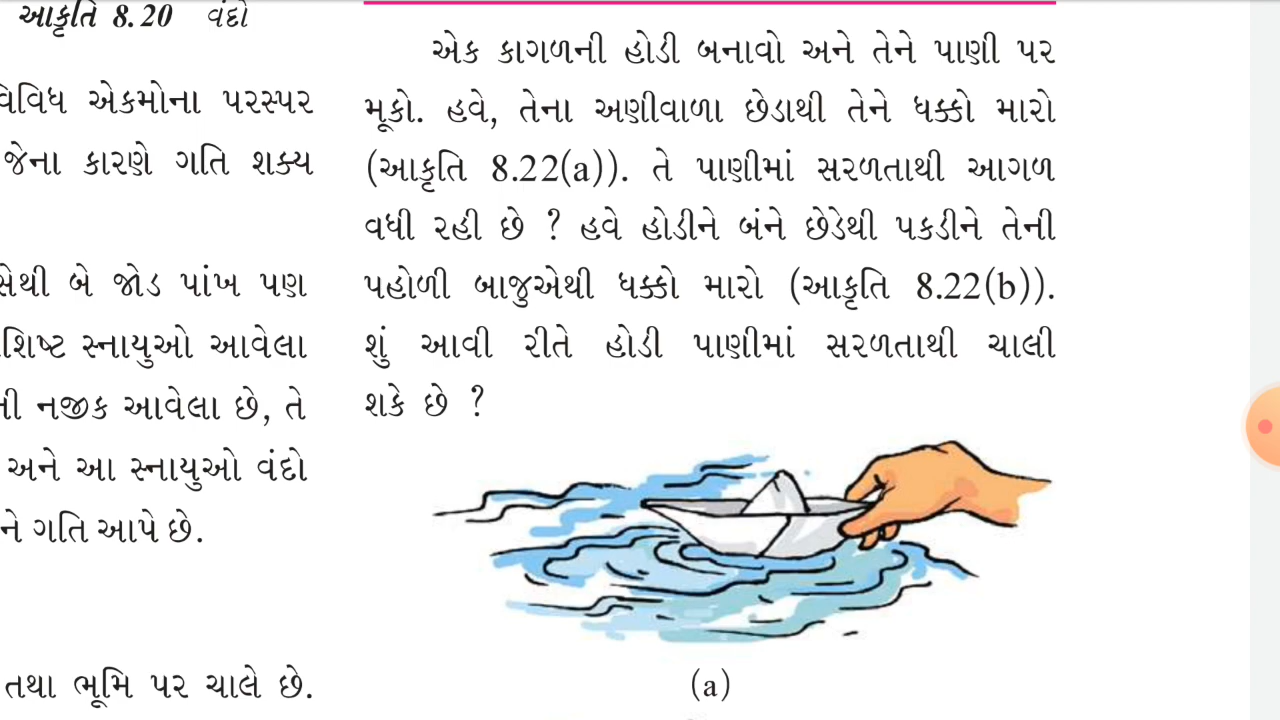 આકૃતિ 8.20 વંદો
વિવિધ એકમોના પરસ્પર
જેના કારણે ગતિ શક્ય
બે જોડ પાંખ પણ
સ્નાયુઓ આવેલા
નજીક આવેલા છે, તે
અને આ સ્નાયુઓ વંદો
ને ગતિ આપે છે.
તથા ભૂમિ પર ચાલે છે.
એક કાગળની હોડી બનાવો અને તેને પાણી પર
મૂકો. હવે, તેના અણીવાળા છેડાથી તેને ધક્કો મારો
(આકૃતિ 8.22(a)). તે પાણીમાં સરળતાથી આગળ
વધી રહી છે ? હવે હોડીને બંને છેડેથી પકડીને તેની
પહોળી બાજુએથી ધક્કો મારો (આકૃતિ 8.22(b)).
શું આવી રીતે હોડી પાણીમાં સરળતાથી ચાલી
શકે છે ?
(a)